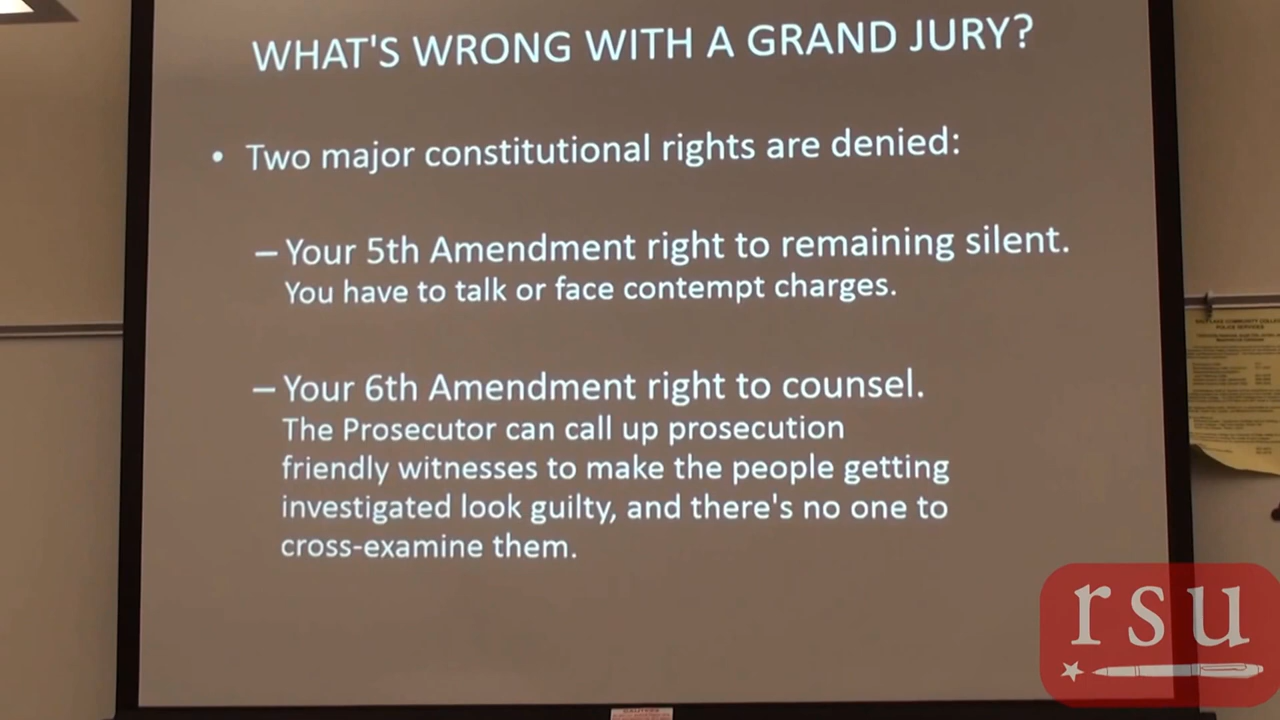 WHAT'S WRONG WITH A GRAND JURY?
• Two major constitutional rights are denied:
– Your 5th Amendment right to remaining silent.
You have to talk or face contempt charges.
– Your 6th Amendment right to counsel.
The Prosecutor can call up prosecution
friendly witnesses to make the people getting
investigated look guilty, and there's no one to
cross-examine them.
COMMUNITY
POLICE SERVICES
rsu